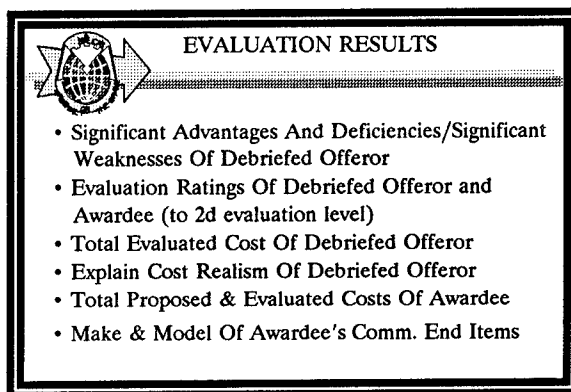 EVALUATION RESULTS
• Significant Advantages And Deficiencies/Significant
Weaknesses Of Debriefed Offeror
• Evaluation Ratings Of Debriefed Offeror and
Awardee (to 2d evaluation level)
• Total Evaluated Cost Of Debriefed Offeror
• Explain Cost Realism Of Debriefed Offeror
• Total Proposed & Evaluated Costs Of Awardee
• Make & Model Of Awardee's Comm. End Items